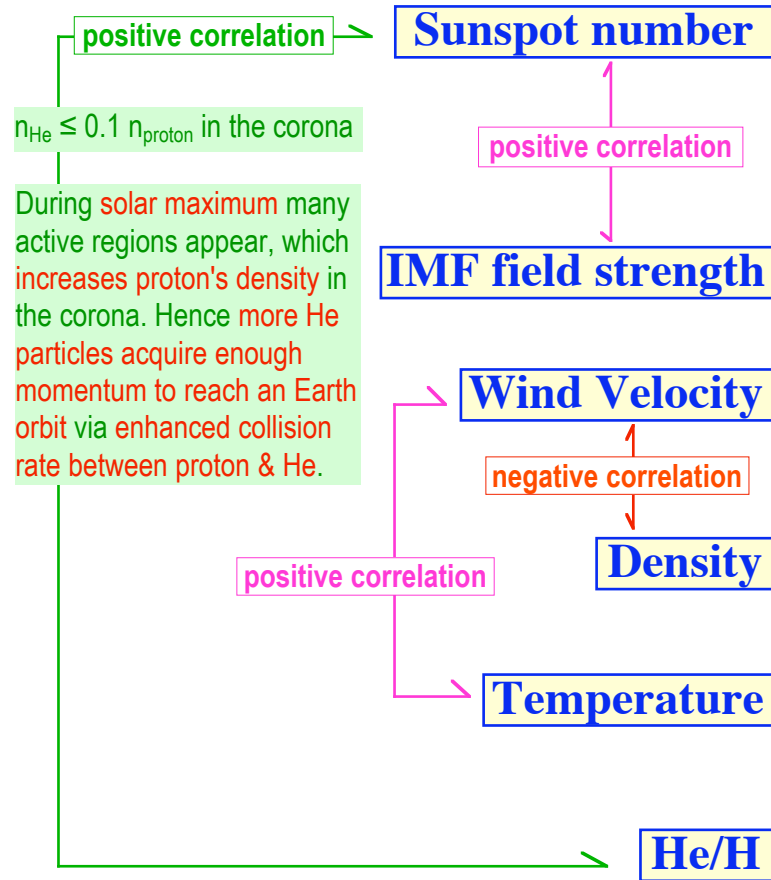 positive correlation
Sunspot number
n_He ≤ 0.1 n_proton in the corona
positive correlation
During solar maximum many
active regions appear, which
increases proton's density in
the corona. Hence more He
particles acquire enough
momentum to reach an Earth
orbit via enhanced collision
rate between proton & He.
IMF field strength
Wind Velocity
negative correlation
Density
positive correlation
Temperature
He/H